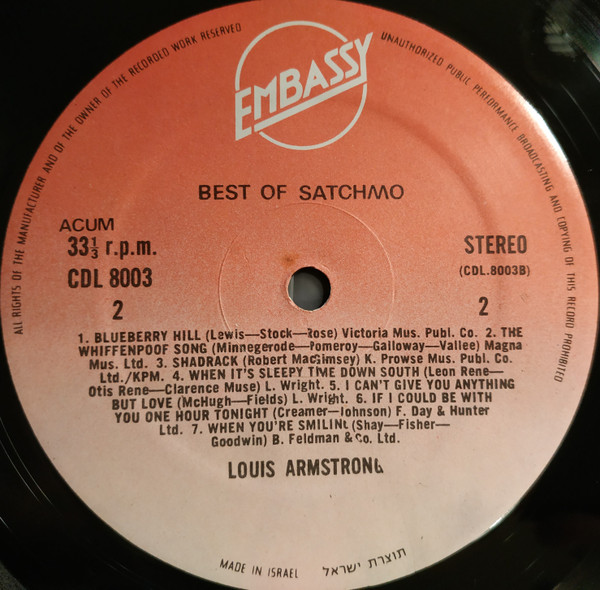 ALL RIGHTS OF THE MANUFACTURER AND OF THE OWNER OF THE RECORDED WORK RESERVED
UNAUTHORIZED PUBLIC PERFORMANCE BROADCASTING AND COPYING OF THIS RECORD PROHIBITED
EMBASSY
BEST OF SATCHMO
ACUM
33⅓ r.p.m.
STEREO
CDL 8003
(CDL.8003B)
2
2
1. BLUEBERRY HILL (Lewis—Stock—Rose) Victoria Mus. Publ. Co. 2. THE
WHIFFENPOOF SONG (Minnegerode—Pomeroy—Galloway—Vallee) Magna
Mus. Ltd. 3. SHADRACK (Robert MacGimsey) K. Prowse Mus. Publ. Co.
Ltd./KPM. 4. WHEN IT'S SLEEPY TIME DOWN SOUTH (Leon Rene—
Otis Rene—Clarence Muse) L. Wright. 5. I CAN'T GIVE YOU ANYTHING
BUT LOVE (McHugh—Fields) L. Wright. 6. IF I COULD BE WITH
YOU ONE HOUR TONIGHT (Creamer—Johnson) F. Day & Hunter
Ltd. 7. WHEN YOU'RE SMILING (Shay—Fisher—
Goodwin) B. Feldman & Co. Ltd.
LOUIS ARMSTRONG
MADE IN ISRAEL תוצרת ישראל